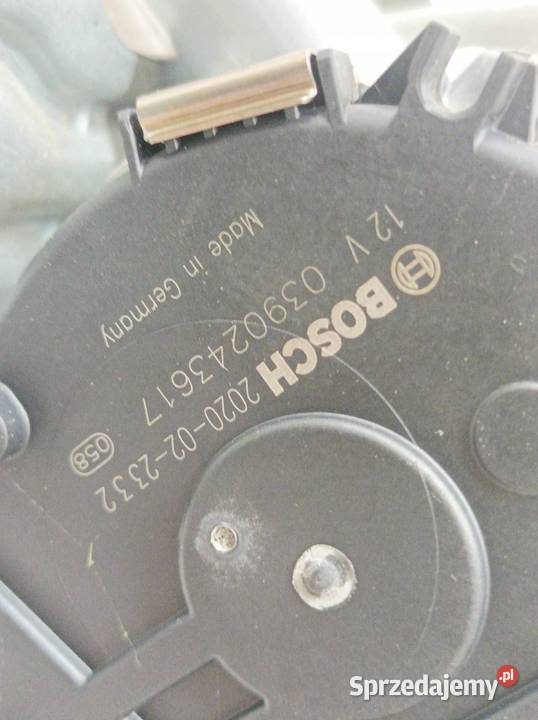 BOSCH 2020-02-2332
12 V 0390243617
058
Made in Germany
Sprzedajemy.pl